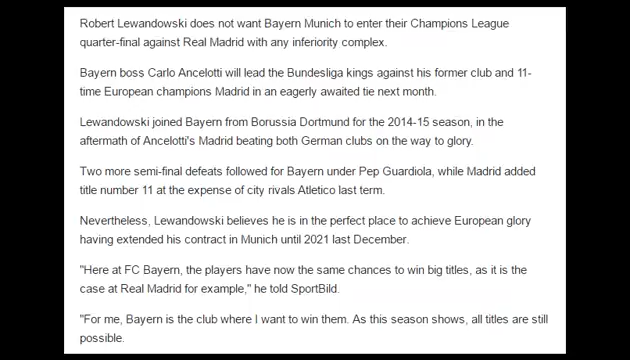 Robert Lewandowski does not want Bayern Munich to enter their Champions League
quarter-final against Real Madrid with any inferiority complex.
Bayern boss Carlo Ancelotti will lead the Bundesliga kings against his former club and 11-
time European champions Madrid in an eagerly awaited tie next month.
Lewandowski joined Bayern from Borussia Dortmund for the 2014-15 season, in the
aftermath of Ancelotti's Madrid beating both German clubs on the way to glory.
Two more semi-final defeats followed for Bayern under Pep Guardiola, while Madrid added
title number 11 at the expense of city rivals Atletico last term.
Nevertheless, Lewandowski believes he is in the perfect place to achieve European glory
having extended his contract in Munich until 2021 last December.
"Here at FC Bayern, the players have now the same chances to win big titles, as it is the
case at Real Madrid for example," he told SportBild.
"For me, Bayern is the club where I want to win them. As this season shows, all titles are still
possible.